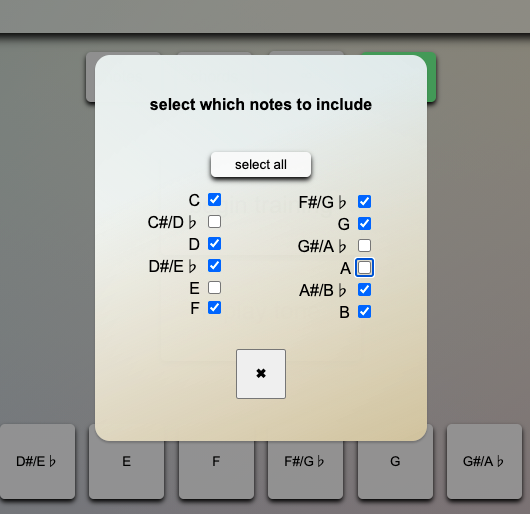 select which notes to include
select all
C
C#/D ♭
D
D#/E ♭
E
F
F#/G ♭
G
G#/A ♭
A
A#/B ♭
B
✖
D#/E ♭
E
F
F#/G ♭
G
G#/A ♭